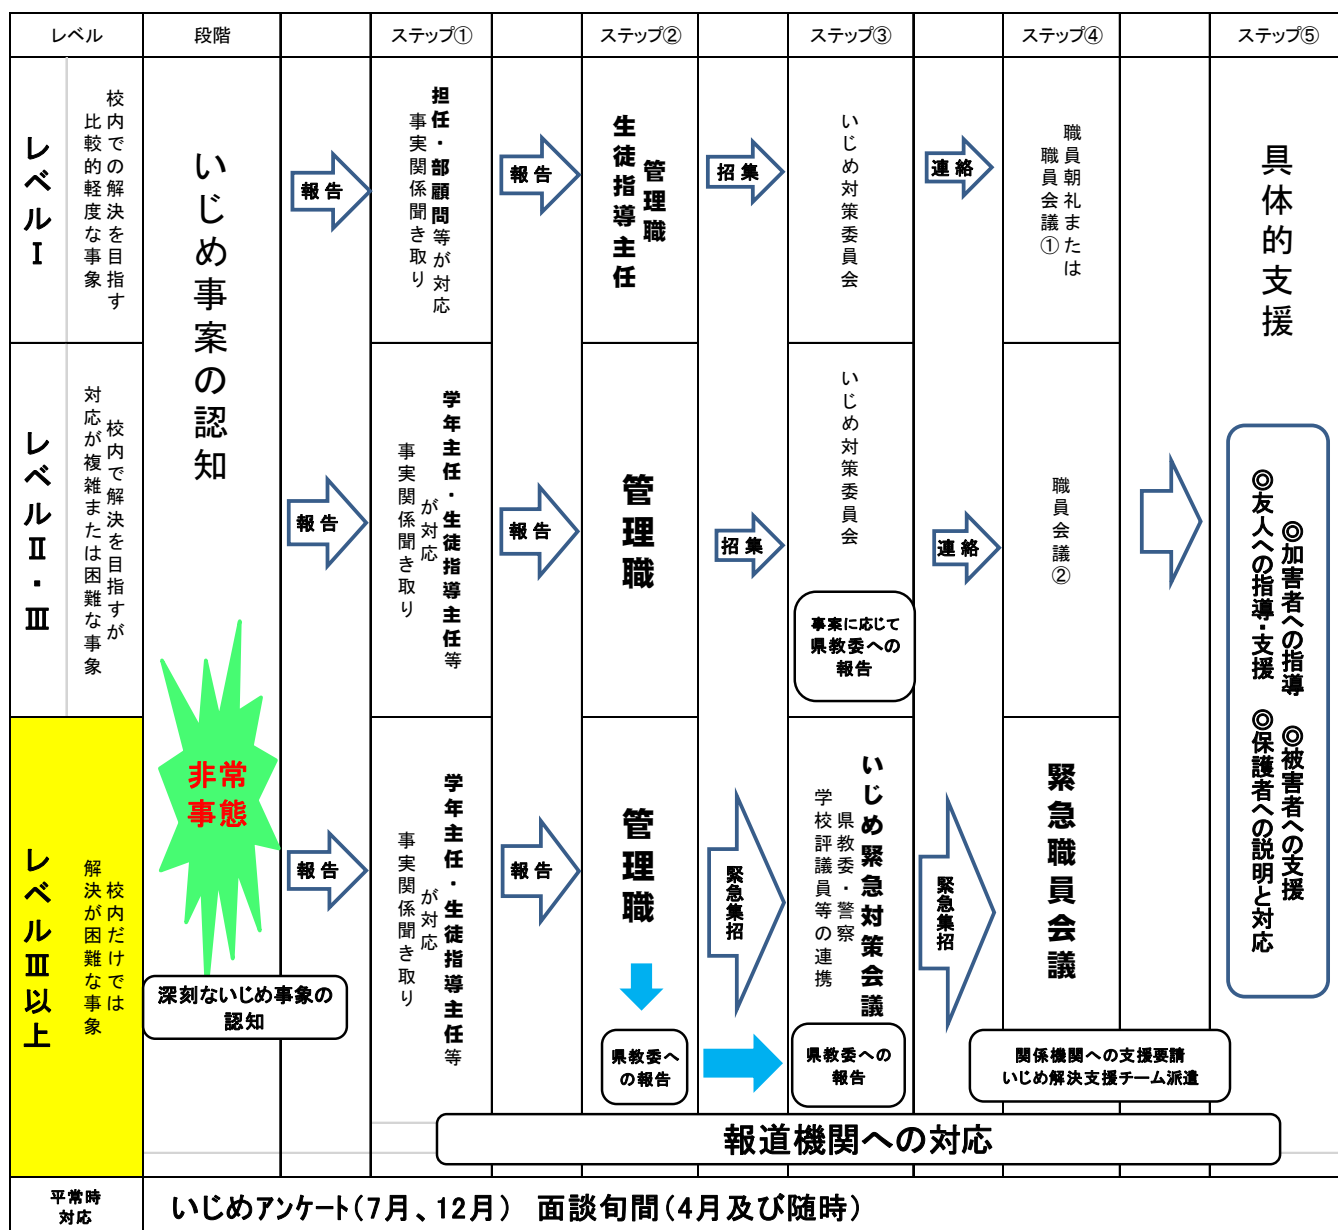 レベル
段階
ステップ①
ステップ②
ステップ③
ステップ④
ステップ⑤
レベルⅠ
校内での解決を目指す
比較的軽度な事象
いじめ事案の認知
報告
担任・部顧問等が対応
事実関係聞き取り
報告
管理職
生徒指導主任
招集
いじめ対策委員会
連絡
職員朝礼または
職員会議①
具体的支援
レベルⅡ・Ⅲ
校内で解決を目指すが
対応が複雑または困難な事象
報告
学年主任・生徒指導主任等
が対応
事実関係聞き取り
報告
管理職
招集
いじめ対策委員会
事案に応じて
県教委への
報告
連絡
職員会議②
◎加害者への指導 ◎被害者への支援
◎友人への指導・支援 ◎保護者への説明と対応
レベルⅢ以上
校内だけでは
解決が困難な事象
非常
事態
深刻ないじめ事象の
認知
報告
学年主任・生徒指導主任等
が対応
事実関係聞き取り
報告
管理職
県教委へ
の報告
緊急集招
いじめ緊急対策会議
県教委・警察
学校評議員等の連携
県教委への
報告
緊急集招
緊急職員会議
関係機関への支援要請
いじめ解決支援チーム派遣
報道機関への対応
平常時
対応
いじめアンケート（7月、12月） 面談旬間（4月及び随時）